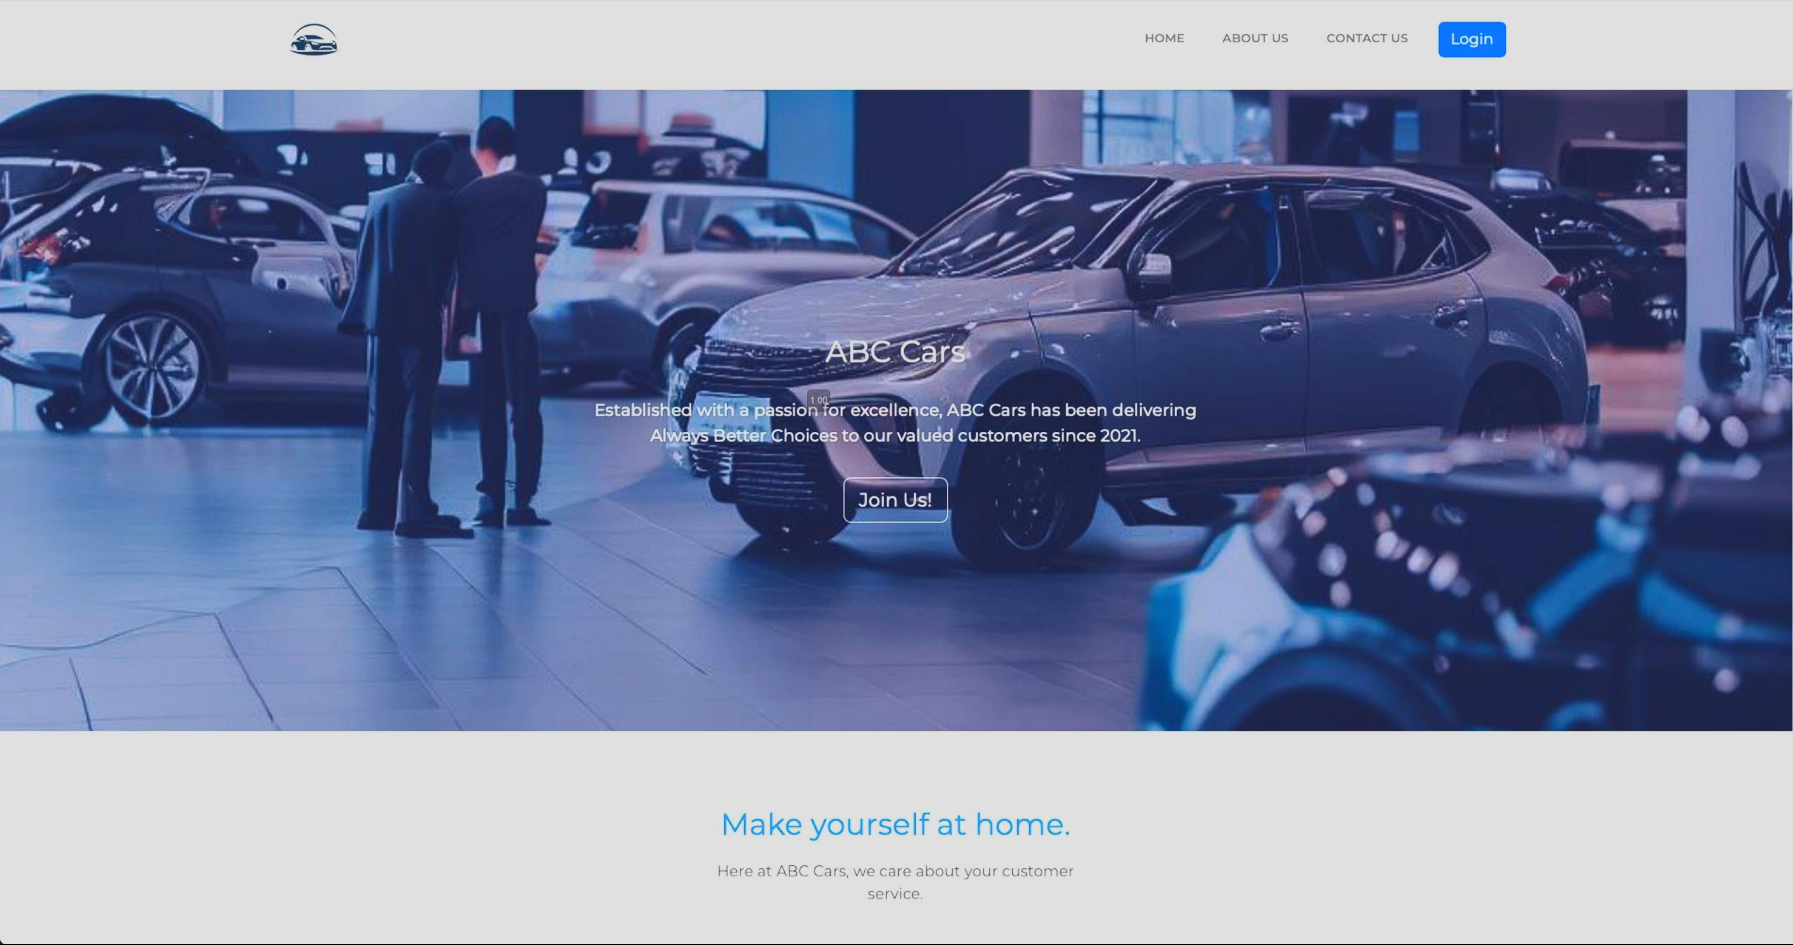 HOME
ABOUT US
CONTACT US
Login
ABC Cars
1.00
Established with a passion for excellence, ABC Cars has been delivering
Always Better Choices to our valued customers since 2021.
Join Us!
Make yourself at home.
Here at ABC Cars, we care about your customer
service.